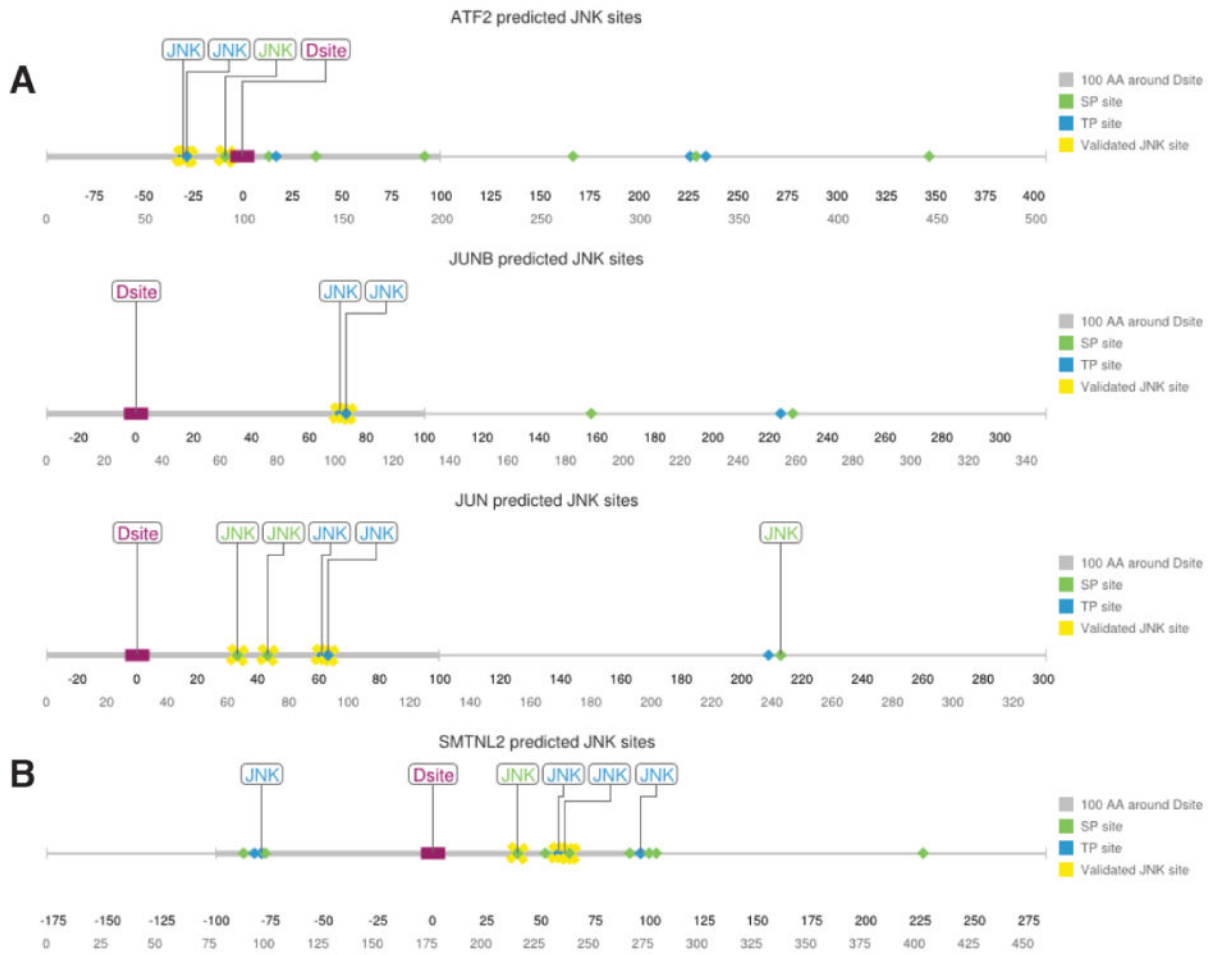 ATF2 predicted JNK sites
A
JNK JNK JNK Dsite
100 AA around Dsite
SP site
TP site
Validated JNK site
-75 -50 -25 0 25 50 75 100 125 150 175 200 225 250 275 300 325 350 375 400
0 50 100 150 200 250 300 350 400 450 500
JUNB predicted JNK sites
Dsite JNK JNK
100 AA around Dsite
SP site
TP site
Validated JNK site
-20 0 20 40 60 80 100 120 140 160 180 200 220 240 260 280 300
0 20 40 60 80 100 120 140 160 180 200 220 240 260 280 300 320 340
JUN predicted JNK sites
Dsite JNK JNK JNK JNK JNK
100 AA around Dsite
SP site
TP site
Validated JNK site
-20 0 20 40 60 80 100 120 140 160 180 200 220 240 260 280 300
0 20 40 60 80 100 120 140 160 180 200 220 240 260 280 300 320
SMTNL2 predicted JNK sites
B
JNK Dsite JNK JNK JNK JNK
100 AA around Dsite
SP site
TP site
Validated JNK site
-175 -150 -125 -100 -75 -50 -25 0 25 50 75 100 125 150 175 200 225 250 275
0 25 50 75 100 125 150 175 200 225 250 275 300 325 350 375 400 425 450